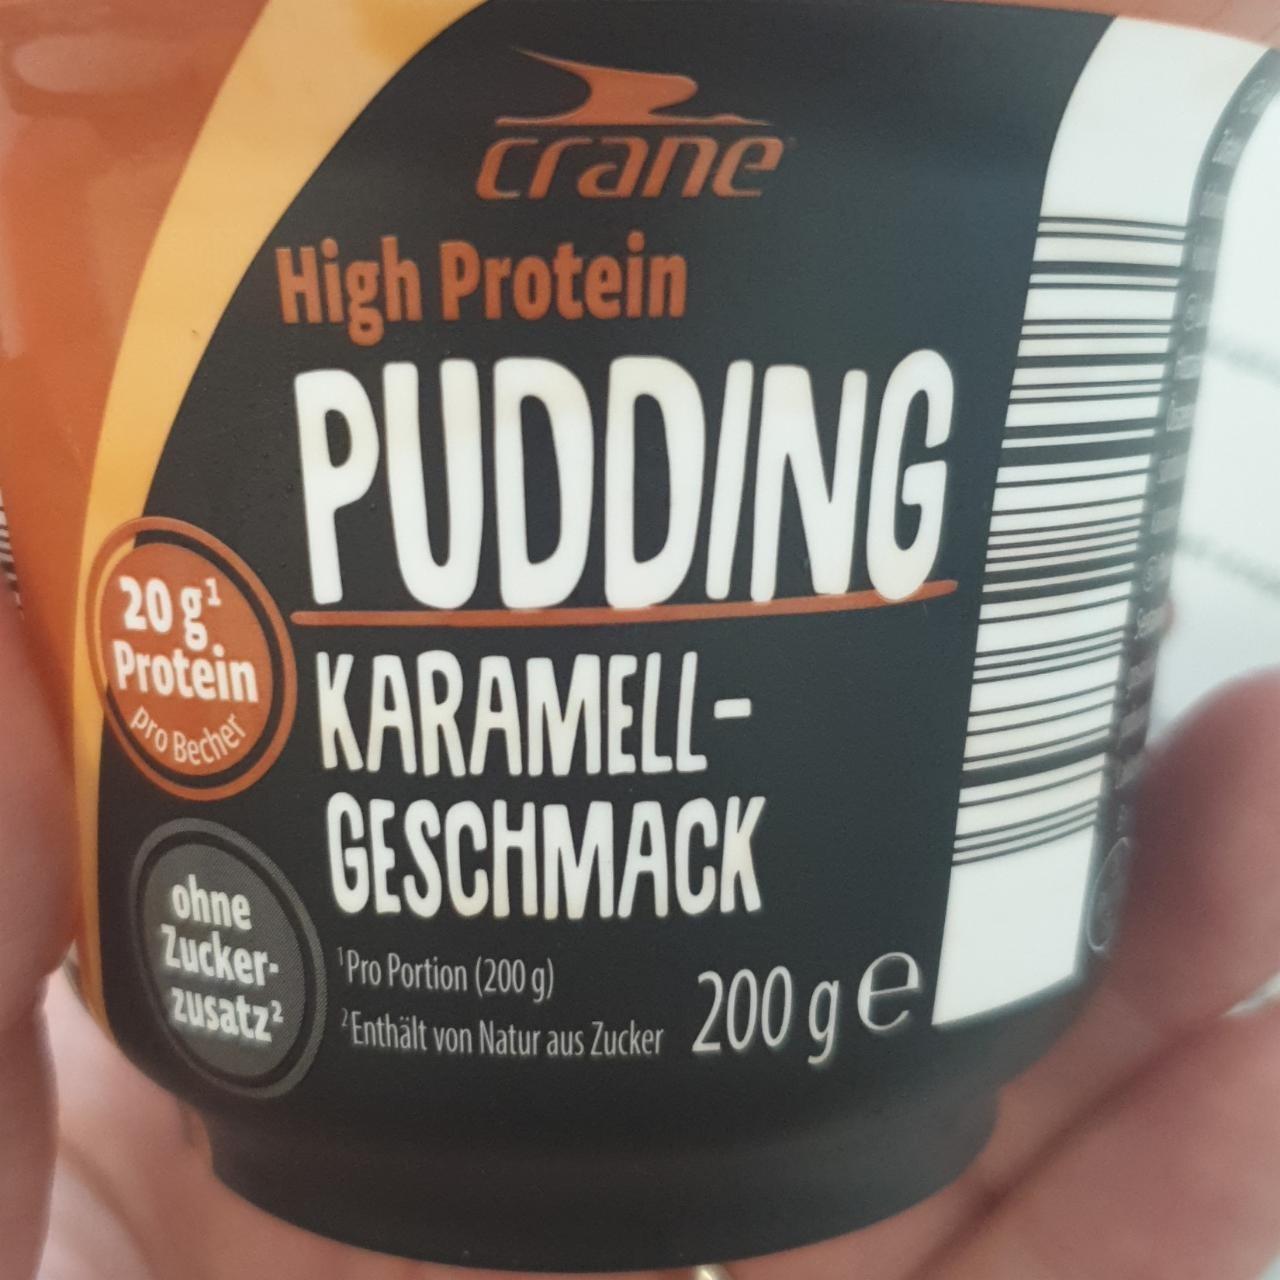 crane
High Protein
PUDDING
KARAMELL-
GESCHMACK
20 g¹
Protein
pro Becher
ohne
Zucker-
zusatz²
¹Pro Portion (200 g)
²Enthält von Natur aus Zucker
200 g e